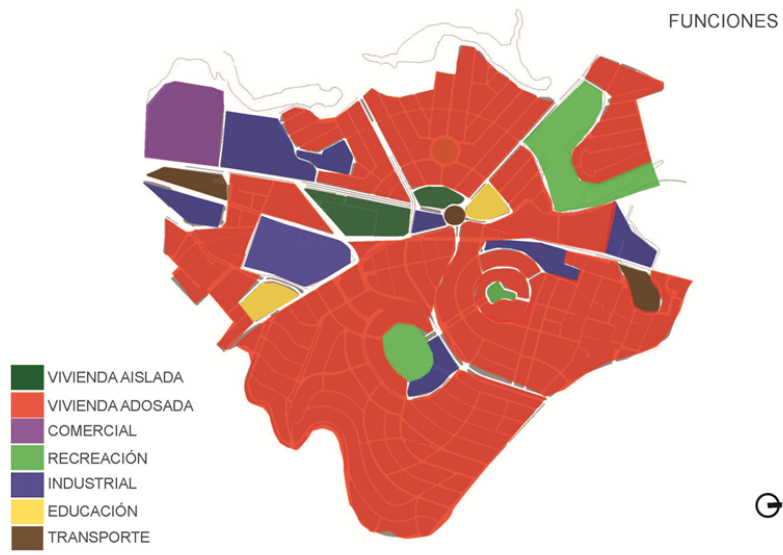 FUNCIONES
VIVIENDA AISLADA
VIVIENDA ADOSADA
COMERCIAL
RECREACIÓN
INDUSTRIAL
EDUCACIÓN
TRANSPORTE